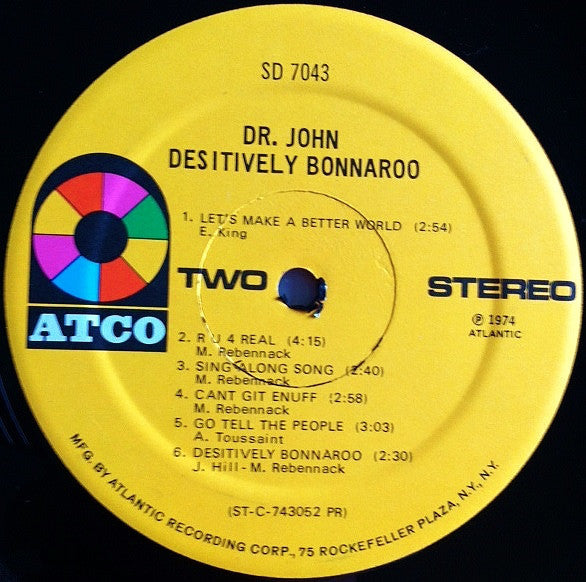 SD 7043
DR. JOHN
DESITIVELY BONNAROO
1. LET'S MAKE A BETTER WORLD (2:54)
E. King
TWO
STEREO
ATCO
℗ 1974
ATLANTIC
2. R U 4 REAL (4:15)
M. Rebennack
3. SING ALONG SONG (2:40)
M. Rebennack
4. CANT GIT ENUFF (2:58)
M. Rebennack
5. GO TELL THE PEOPLE (3:03)
A. Toussaint
6. DESITIVELY BONNAROO (2:30)
J. Hill - M. Rebennack
(ST-C-743052 PR)
MFG. BY ATLANTIC RECORDING CORP., 75 ROCKEFELLER PLAZA, N.Y., N.Y.